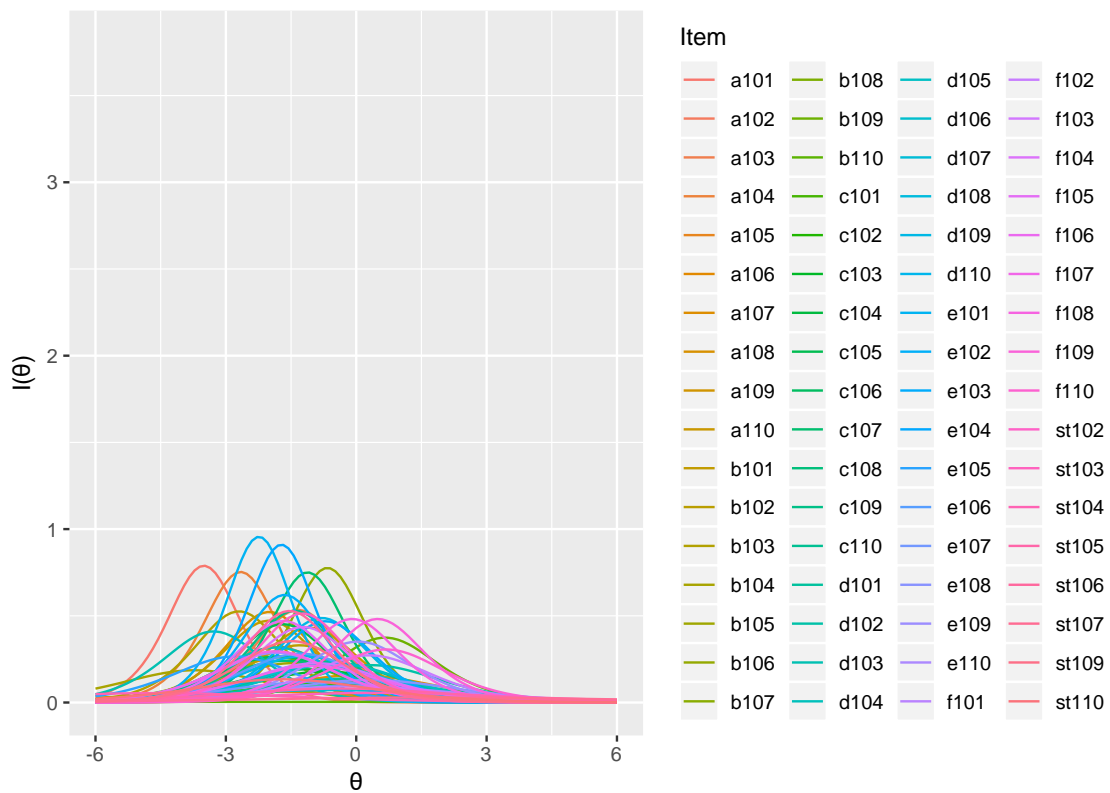 Item
a101 b108 d105 f102
a102 b109 d106 f103
a103 b110 d107 f104
a104 c101 d108 f105
a105 c102 d109 f106
a106 c103 d110 f107
a107 c104 e101 f108
a108 c105 e102 f109
a109 c106 e103 f110
a110 c107 e104 st102
b101 c108 e105 st103
b102 c109 e106 st104
b103 c110 e107 st105
b104 d101 e108 st106
b105 d102 e109 st107
b106 d103 e110 st109
b107 d104 f101 st110
I(θ)
3
2
1
0
-6 -3 0 3 6
θ